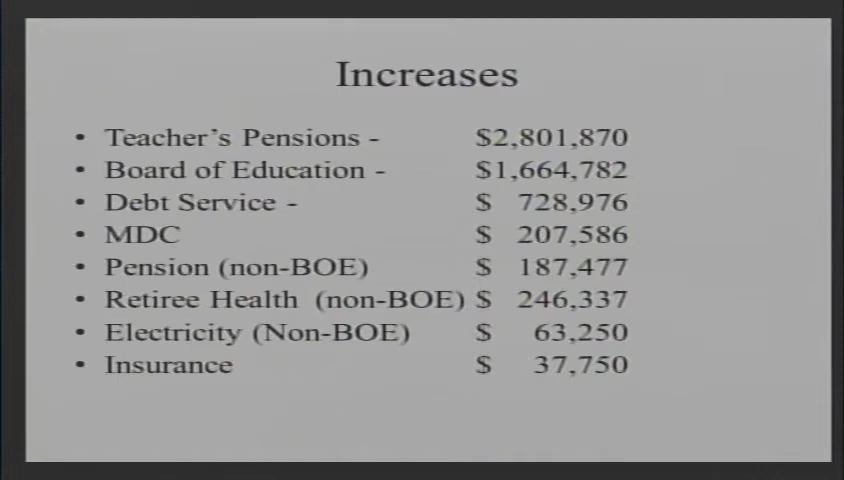 Increases
• Teacher's Pensions - $2,801,870
• Board of Education - $1,664,782
• Debt Service - $ 728,976
• MDC $ 207,586
• Pension (non-BOE) $ 187,477
• Retiree Health (non-BOE) $ 246,337
• Electricity (Non-BOE) $ 63,250
• Insurance $ 37,750